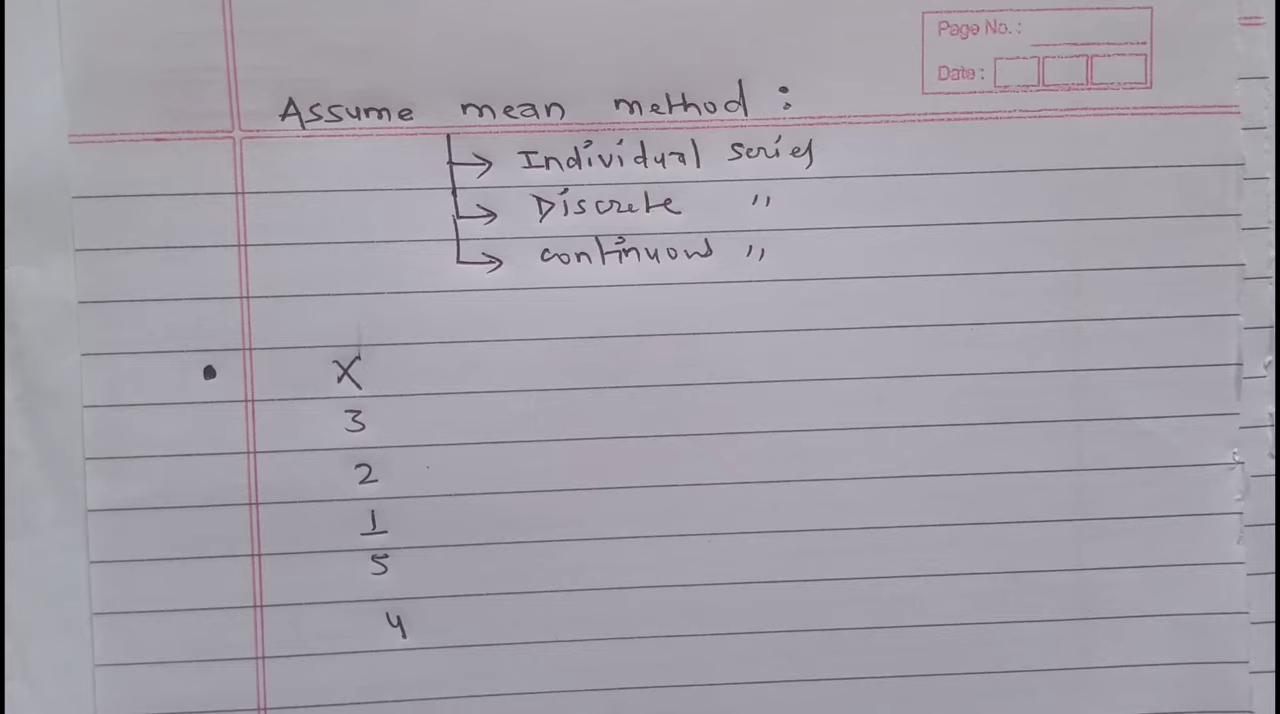 Page No.:
Date:
Assume mean method:
Individual series
Discrete "
continuous "
X
3
2
1
5
4